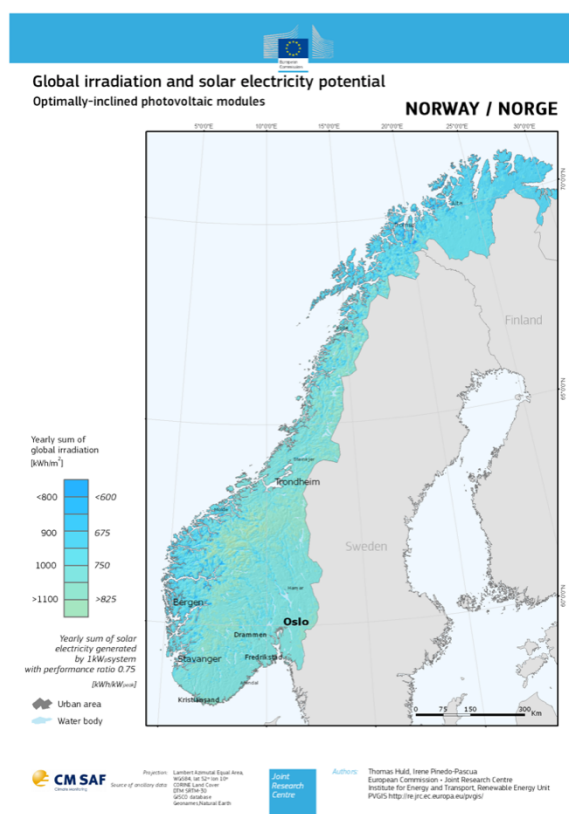 European
Commission
Global irradiation and solar electricity potential
Optimally-inclined photovoltaic modules
NORWAY / NORGE
5°0'0"E 10°0'0"E 15°0'0"E 20°0'0"E 25°0'0"E 30°0'0"E
70°0'0"N
Finland
65°0'0"N
Yearly sum of
global irradiation
[kWh/m²]
<800 <600
900 675
1000 750
>1100 >825
Trondheim
Sweden
60°0'0"N
Bergen
Hamar
Oslo
Drammen
Fredrikstad
Stavanger
Arendal
Kristiansand
Yearly sum of solar
electricity generated
by 1kWp system
with performance ratio 0.75
[kWh/kWpeak]
Urban area
Water body
0 75 150 300 Km
CM SAF
Climate monitoring
Projection: Lambert Azimutal Equal Area,
WGS84, lat 52° lon 10°
Source of ancillary data: CORINE Land Cover
DTM SRTM-30
GISCO database
Geonames,Natural Earth
Joint
Research
Centre
Authors: Thomas Huld, Irene Pinedo-Pascua
European Commission - Joint Research Centre
Institute for Energy and Transport, Renewable Energy Unit
PVGIS http://re.jrc.ec.europa.eu/pvgis/